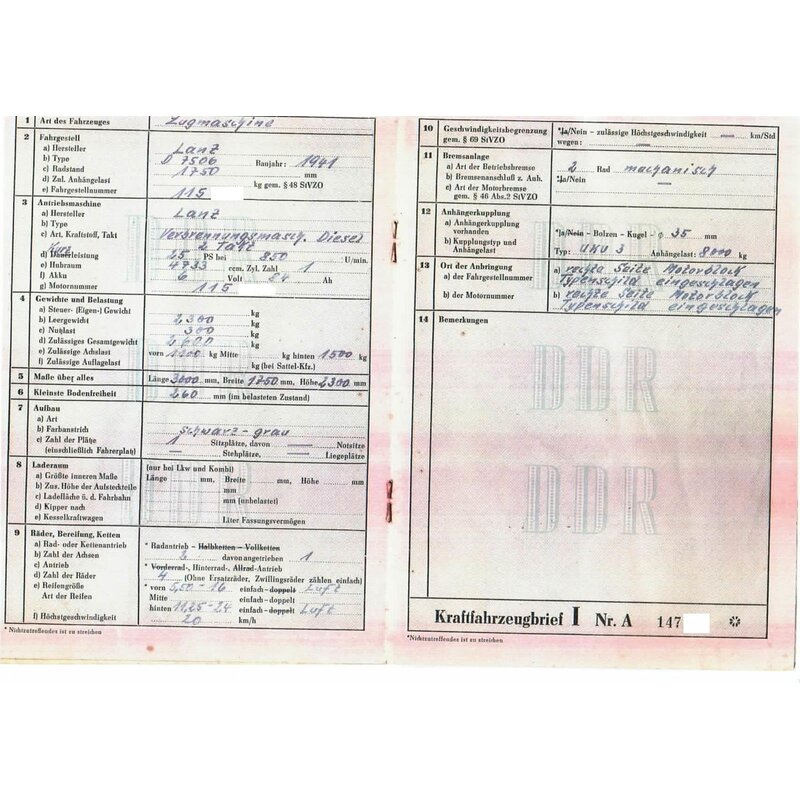 1 Art des Fahrzeuges Zugmaschine
2 Fahrgestell
a) Hersteller Lanz
b) Type D 7506 Baujahr: 1941
c) Radstand 1750 mm
d) Zul. Anhängelast kg gem. § 48 StVZO
e) Fahrgestellnummer 115
3 Antriebsmaschine
a) Hersteller Lanz
b) Type
c) Art, Kraftstoff, Takt Verbrennungsmasch. Diesel
2 Takt
Kurz
d) Dauerleistung 25 PS bei 850 U/min.
e) Hubraum 4733 ccm, Zyl. Zahl 1
f) Akku 6 Volt 84 Ah
g) Motornummer 115
4 Gewichte und Belastung
a) Steuer- (Eigen-) Gewicht kg
b) Leergewicht 2300 kg
c) Nutzlast 300 kg
d) Zulässiges Gesamtgewicht 2600 kg
e) Zulässige Achslast vorn 1100 kg Mitte kg hinten 1500 kg
f) Zulässige Auflagelast kg (bei Sattel-Kfz.)
5 Maße über alles Länge 3000 mm, Breite 1750 mm, Höhe 2300 mm
6 Kleinste Bodenfreiheit 260 mm (im belasteten Zustand)
7 Aufbau
a) Art
b) Farbanstrich schwarz-grau
c) Zahl der Plätze 1 Sitzplätze, davon — Notsitze
(einschließlich Fahrerplatz) — Stehplätze, — Liegeplätze
8 Laderaum (nur bei Lkw und Kombi)
a) Größte innere Maße Länge mm, Breite mm, Höhe mm
b) Zus. Höhe der Aufsteckteile mm
c) Ladefläche ü. d. Fahrbahn mm (unbelastet)
d) Kipper nach
e) Kesselkraftwagen Liter Fassungsvermögen
9 Räder, Bereifung, Ketten
a) Rad- oder Kettenantrieb * Radantrieb – Halbketten – Vollketten
b) Zahl der Achsen 2 davon angetrieben 1
c) Antrieb * Vorderrad-, Hinterrad-, Allrad-Antrieb
d) Zahl der Räder 4 (Ohne Ersatzräder, Zwillingsräder zählen einfach)
e) Reifengröße * vorn 5,50-16 einfach-doppelt Luft
Art der Reifen Mitte einfach-doppelt
hinten 11,25-24 einfach-doppelt Luft
f) Höchstgeschwindigkeit 20 km/h
* Nichtzutreffendes ist zu streichen
10 Geschwindigkeitsbegrenzung *Ja/Nein – zulässige Höchstgeschwindigkeit — km/Std
gem. § 69 StVZO wegen: —
11 Bremsanlage
a) Art der Betriebsbremse 2 Rad mechanisch
b) Bremsenanschluß z. Anh. *Ja/Nein —
c) Art der Motorbremse
gem. § 46 Abs. 2 StVZO
12 Anhängerkupplung
a) Anhängerkupplung
vorhanden *Ja/Nein – Bolzen – Kugel – φ 35 mm
b) Kupplungstyp und
Anhängelast Typ: UKU 3 Anhängelast: 8000 kg
13 Ort der Anbringung a) rechte Seite Motorblock
a) der Fahrgestellnummer Typenschild eingeschlagen
b) der Motornummer b) rechte Seite Motorblock
Typenschild eingeschlagen
14 Bemerkungen
DDR
DDR
Kraftfahrzeugbrief I Nr. A 147
*Nichtzutreffendes ist zu streichen